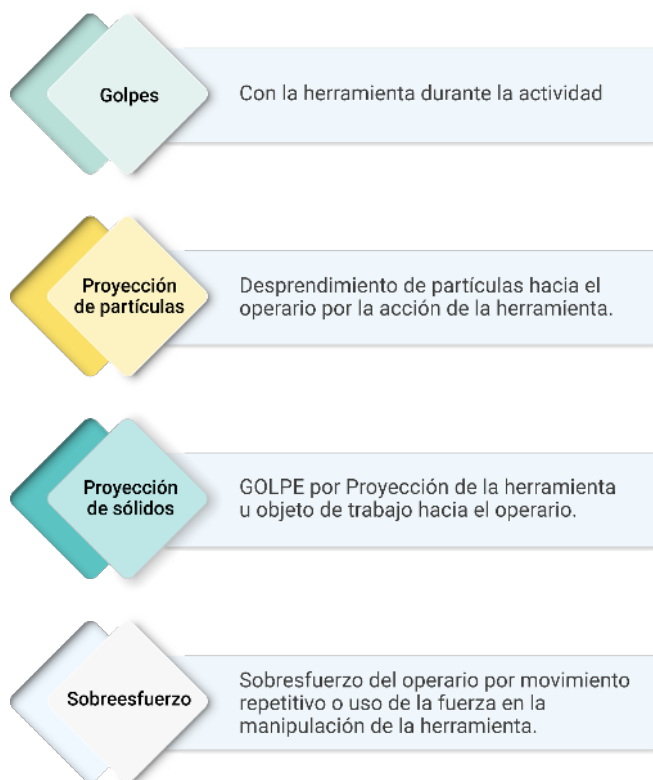 Golpes
Con la herramienta durante la actividad
Proyección
de partículas
Desprendimiento de partículas hacia el
operario por la acción de la herramienta.
Proyección
de sólidos
GOLPE por Proyección de la herramienta
u objeto de trabajo hacia el operario.
Sobreesfuerzo
Sobresfuerzo del operario por movimiento
repetitivo o uso de la fuerza en la
manipulación de la herramienta.